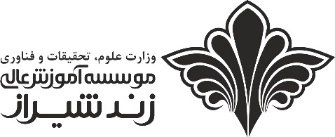 وزارت علوم، تحقیقات و فناوری
موسسه آموزش عالی
زند شیراز